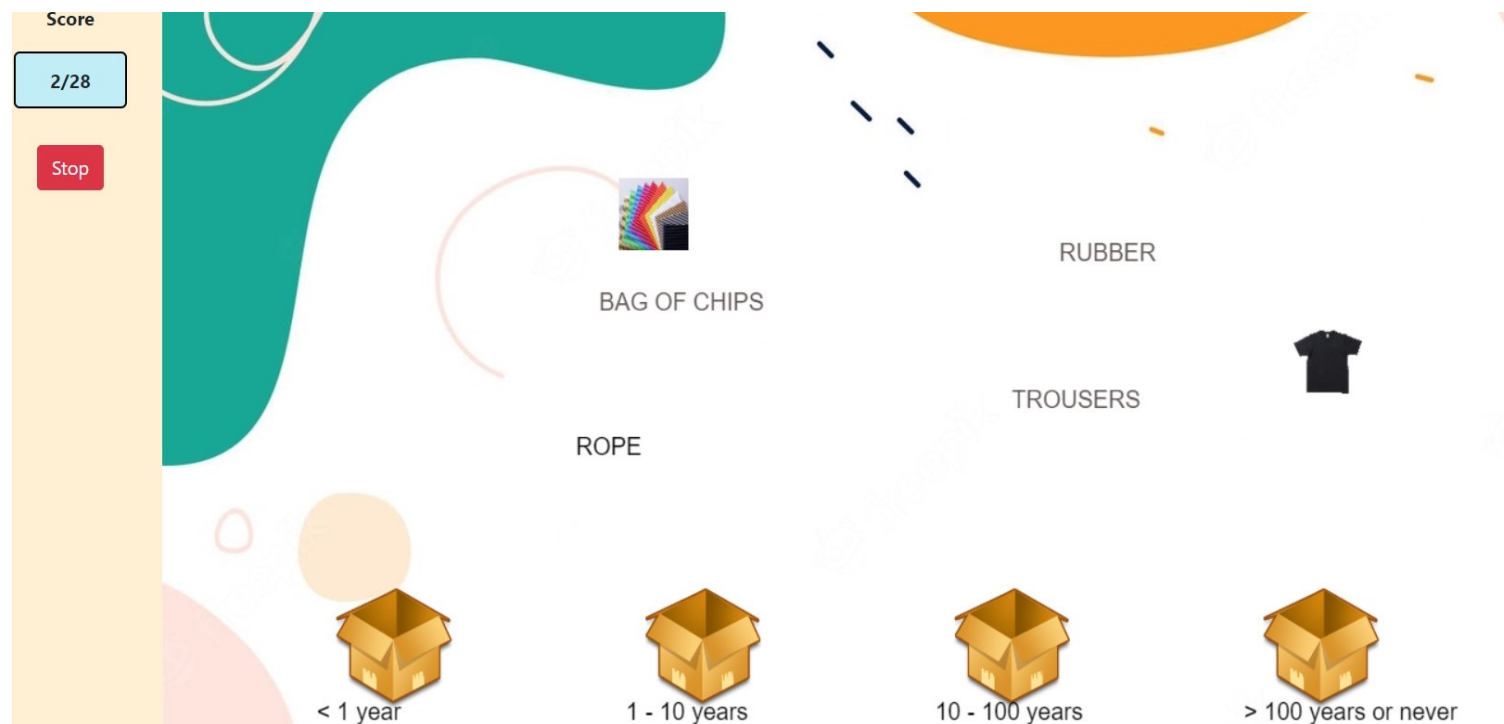 Score
2/28
Stop
RUBBER
BAG OF CHIPS
TROUSERS
ROPE
< 1 year
1 - 10 years
10 - 100 years
> 100 years or never